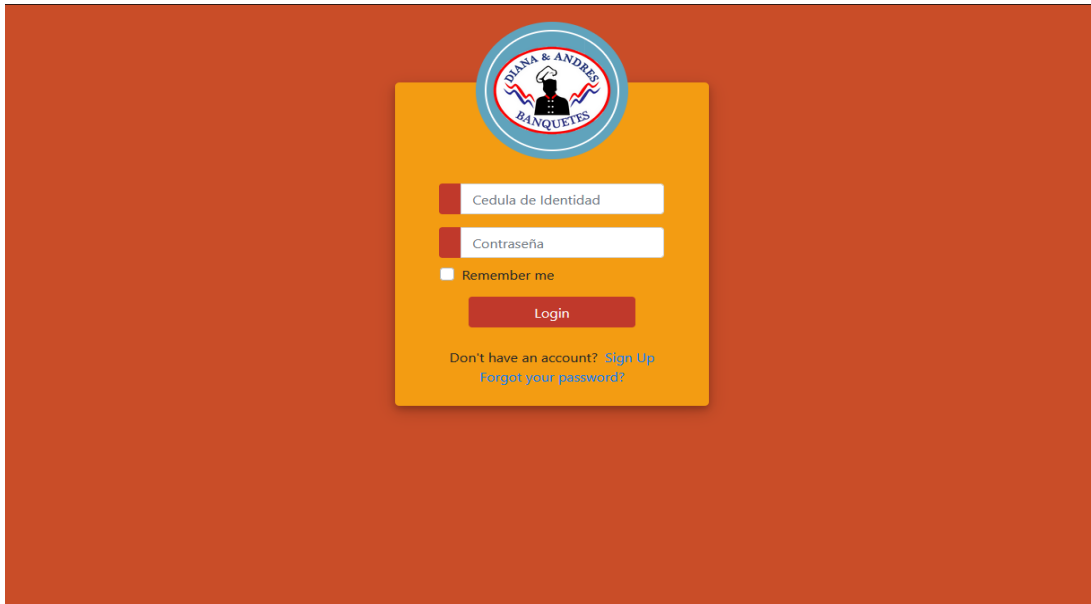 DIANA & ANDRES
BANQUETES
Cedula de Identidad
Contraseña
Remember me
Login
Don't have an account? Sign Up
Forgot your password?